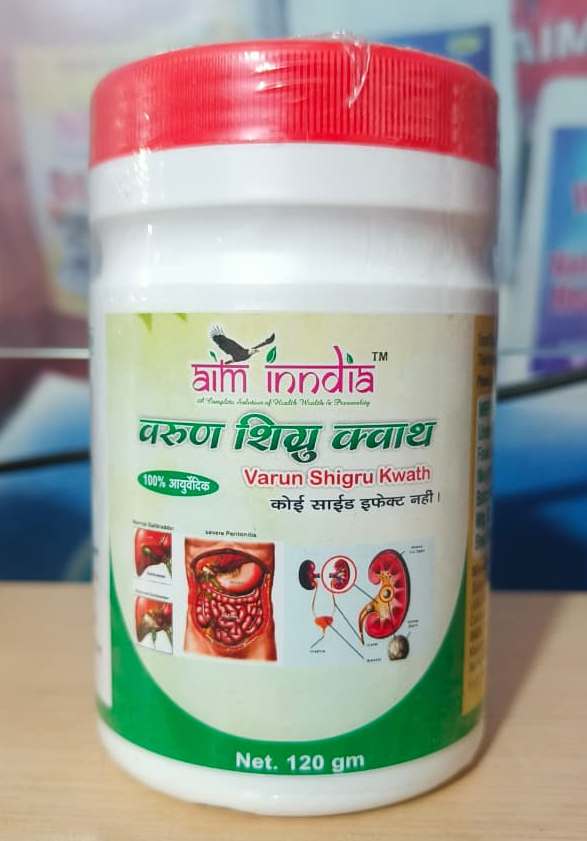 aim inndia TM
A Complete Solution of Health Wealth & Personality
वरुण शिग्रु क्वाथ
100% आयुर्वेदिक
Varun Shigru Kwath
कोई साईड इफेक्ट नही।
severe Peritonitis
Net. 120 gm